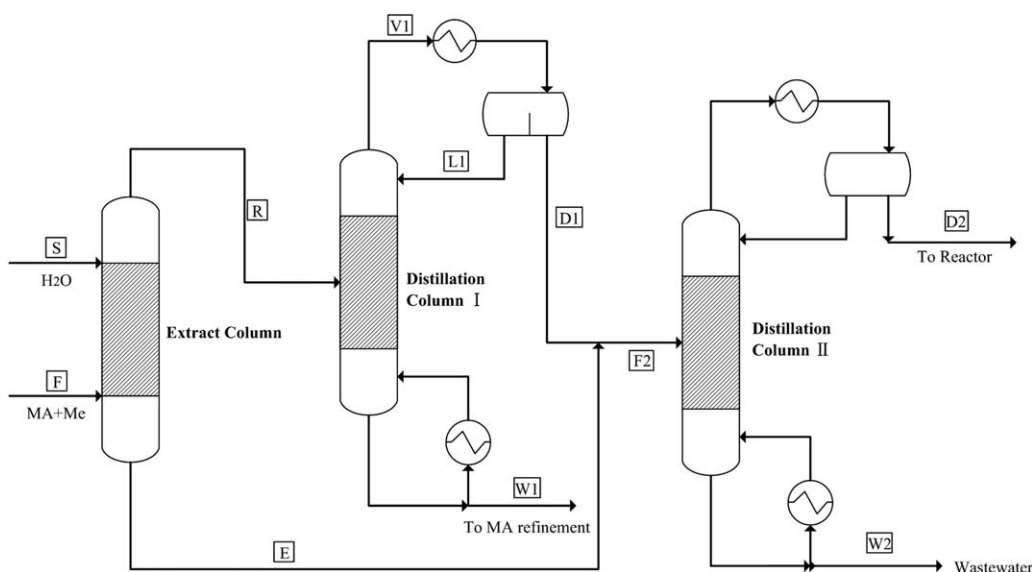 V1
L1
R
D1
S
H2O
D2
To Reactor
Distillation
Column Ⅰ
Extract Column
Distillation
Column Ⅱ
F2
F
MA+Me
W1
To MA refinement
E
W2
Wastewater